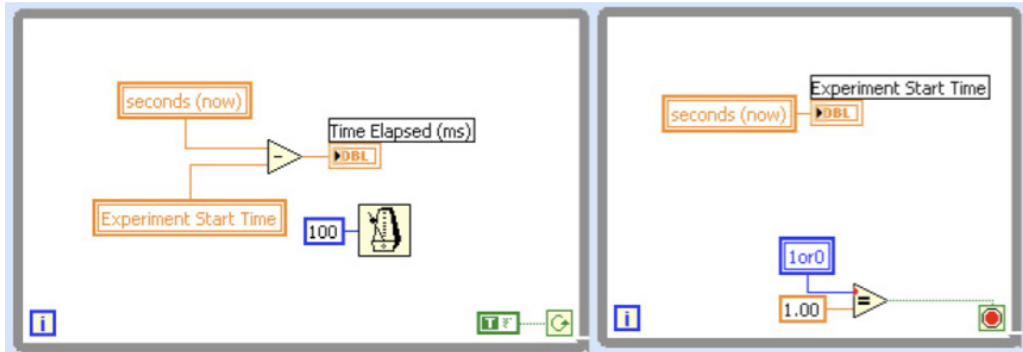 seconds (now)
Time Elapsed (ms)
DBL
Experiment Start Time
100
i
T F
Experiment Start Time
seconds (now)
DBL
1or0
1.00
=
i